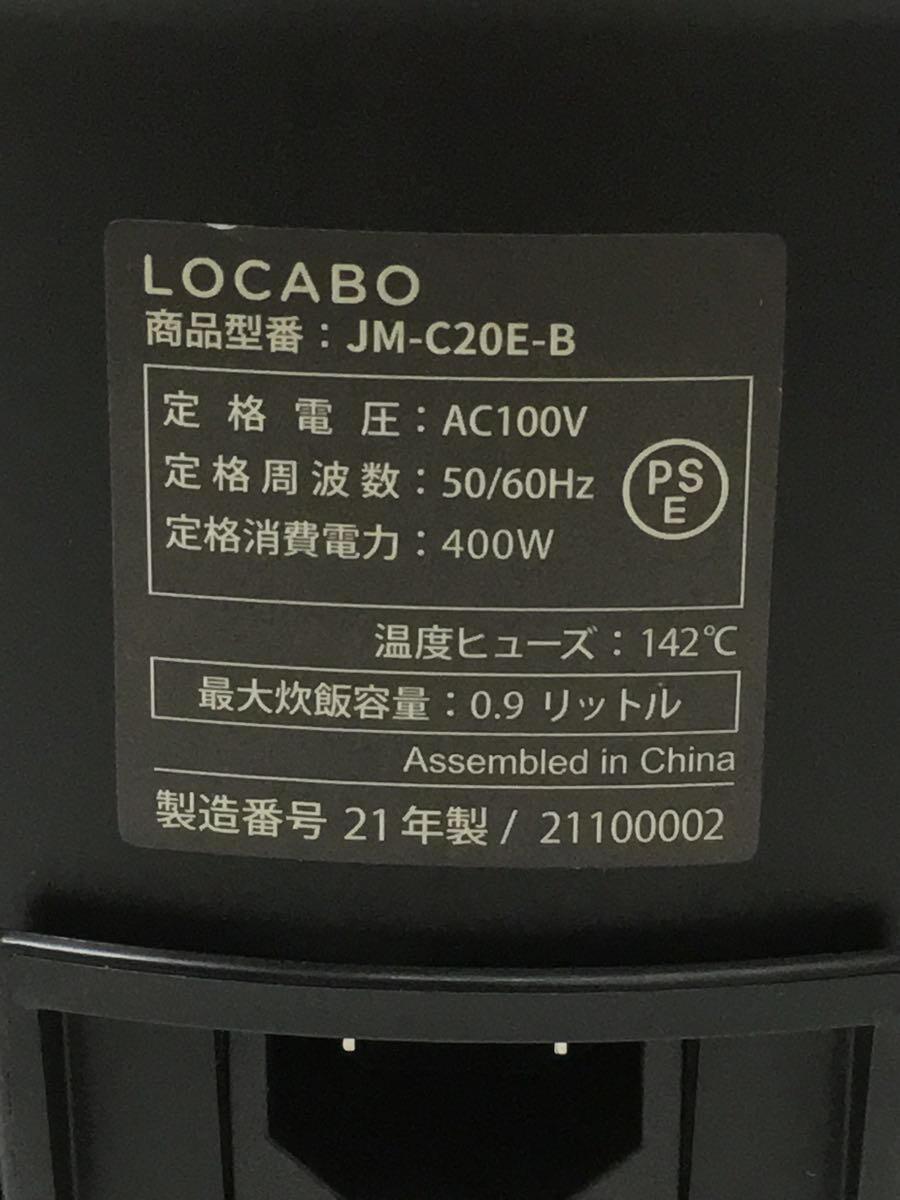 LOCABO
商品型番：JM-C20E-B
定格電圧：AC100V
定格周波数：50/60Hz
定格消費電力：400W
PS
E
温度ヒューズ：142℃
最大炊飯容量：0.9 リットル
Assembled in China
製造番号 21年製 / 21100002